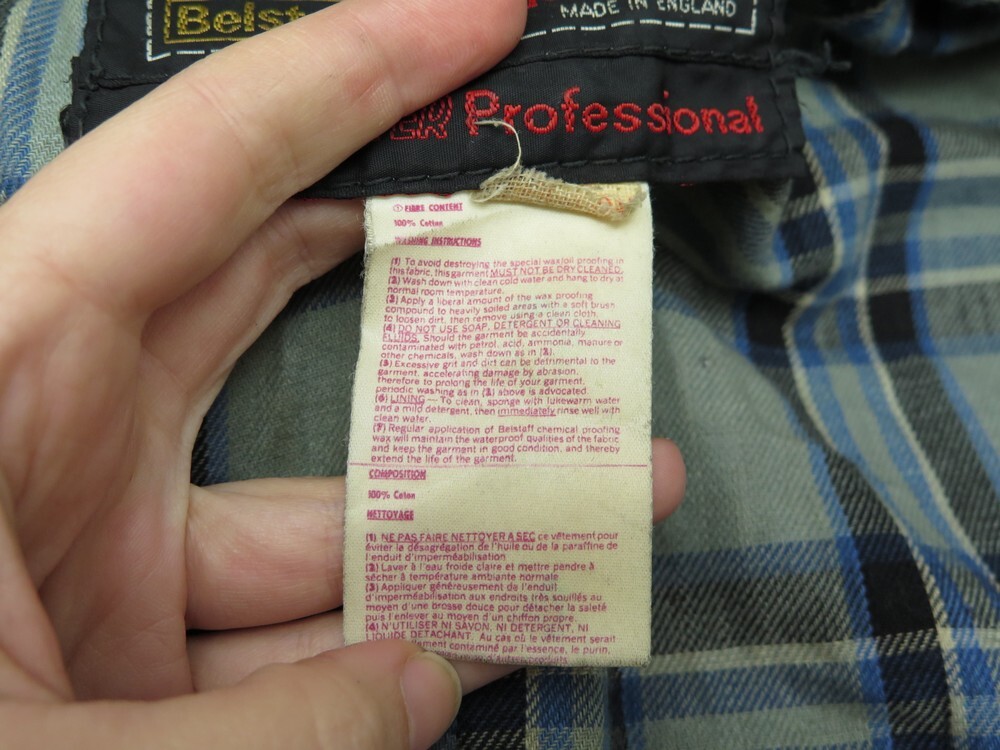 Belst
MADE IN ENGLAND
Professional
① FIBRE CONTENT
100% Cotton
WASHING INSTRUCTIONS
(1) To avoid destroying the special wax/oil proofing in
this fabric, this garment MUST NOT BE DRY CLEANED.
(2) Wash down with clean cold water and hang to dry at
normal room temperature.
(3) Apply a liberal amount of the wax proofing
compound to heavily soiled areas with a soft brush
to loosen dirt, then remove using a clean cloth.
(4) DO NOT USE SOAP, DETERGENT OR CLEANING
FLUIDS. Should the garment be accidentally
contaminated with petrol, acid, ammonia, manure or
other chemicals, wash down as in (2).
(5) Excessive grit and dirt can be detrimental to the
garment, accelerating damage by abrasion,
therefore to prolong the life of your garment,
periodic washing as in (2) above is advocated.
(6) LINING — To clean, sponge with lukewarm water
and a mild detergent, then immediately rinse well with
clean water.
(7) Regular application of Belstaff chemical proofing
wax will maintain the waterproof qualities of the fabric
and keep the garment in good condition, and thereby
extend the life of the garment.
COMPOSITION
100% Coton
NETTOYAGE
(1) NE PAS FAIRE NETTOYER A SEC ce vêtement pour
éviter le désagrégation de l'huile ou de la paraffine de
l'enduit d'imperméabilisation
(2) Laver à l'eau froide claire et mettre pendre à
sécher à température ambiante normale
(3) Appliquer généreusement de l'enduit
d'imperméabilisation aux endroits très souillés au
moyen d'une brosse douce pour détacher la saleté
puis l'enlever au moyen d'un chiffon propre.
(4) N'UTILISER NI SAVON, NI DETERGENT, NI
LIQUIDE DETACHANT. Au cas où le vêtement serait
contaminé par l'essence, le purin,
d'autres produits